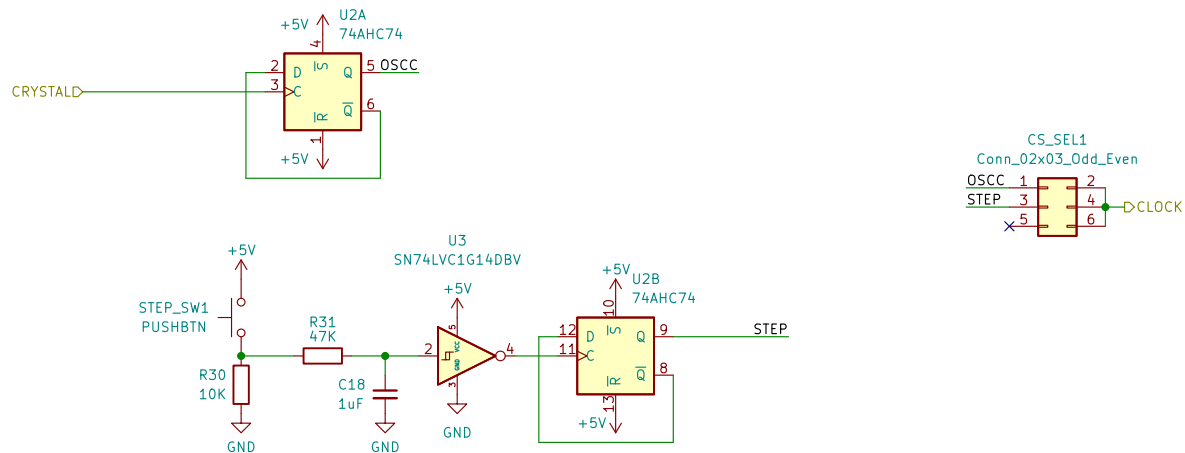 +5V
U2A
74AHC74
4
S
2
D
Q
5
OSCC
CRYSTAL
3
C
6
Q
R
1
+5V
CS_SEL1
Conn_02x03_Odd_Even
OSCC
1
2
STEP
3
4
CLOCK
5
6
+5V
STEP_SW1
PUSHBTN
R31
47K
R30
10K
GND
C18
1uF
GND
U3
SN74LVC1G14DBV
+5V
5
VCC
2
4
GND
3
GND
+5V
U2B
74AHC74
10
S
12
D
Q
9
STEP
11
C
8
Q
R
13
+5V